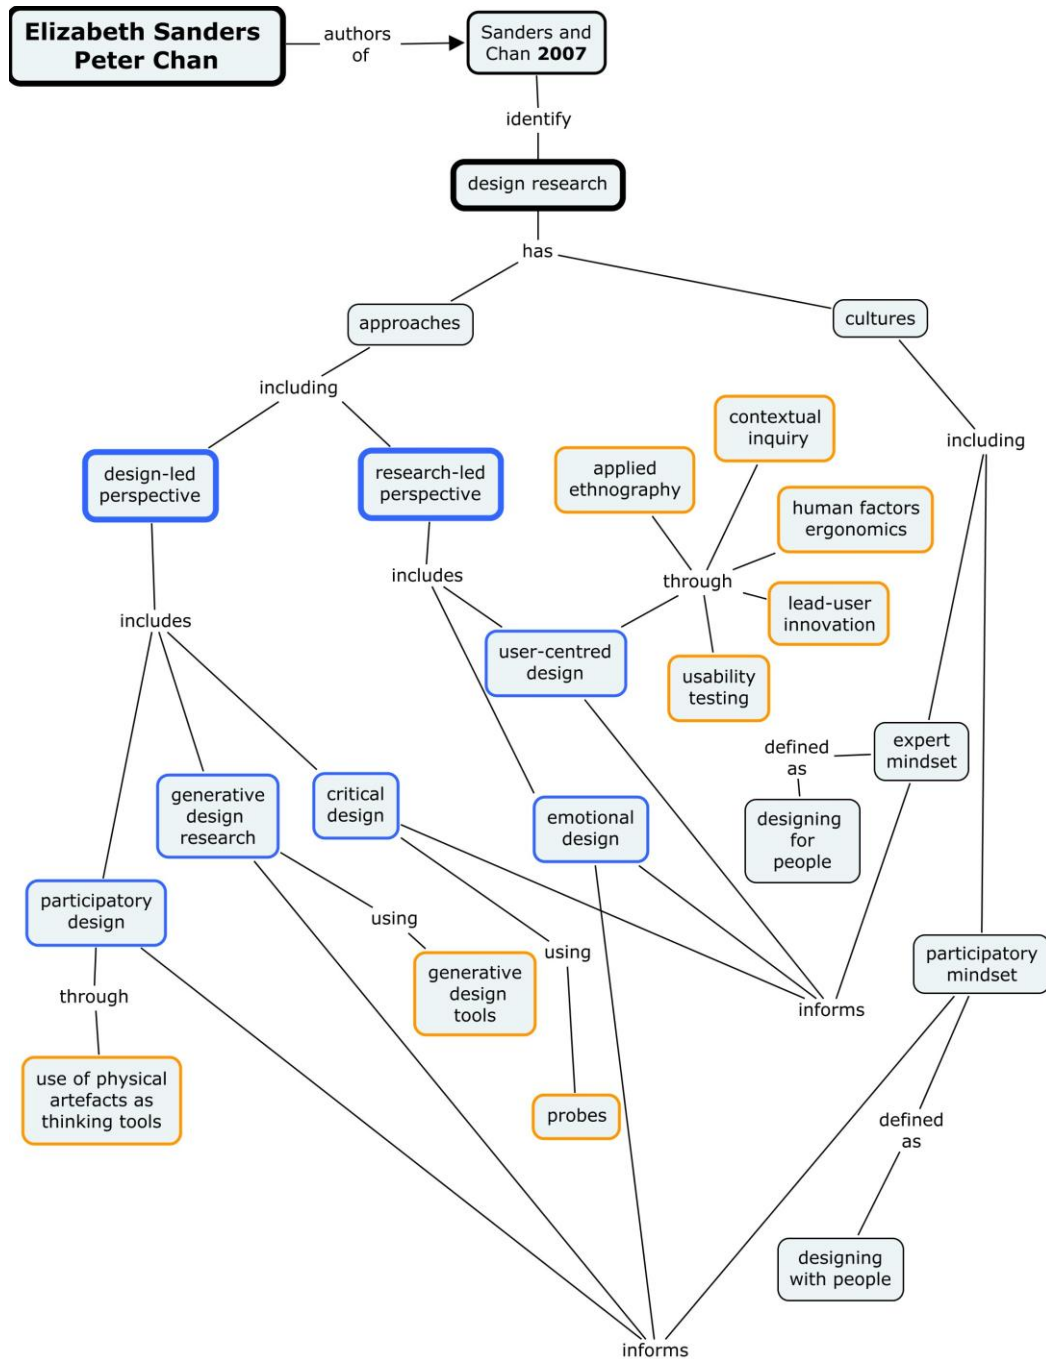 Elizabeth Sanders
Peter Chan
authors
of
Sanders and
Chan 2007
identify
design research
has
approaches
cultures
including
including
design-led
perspective
research-led
perspective
applied
ethnography
contextual
inquiry
human factors
ergonomics
through
lead-user
innovation
usability
testing
includes
includes
user-centred
design
expert
mindset
defined
as
designing
for
people
generative
design
research
critical
design
emotional
design
participatory
design
using
using
generative
design
tools
participatory
mindset
through
informs
use of physical
artefacts as
thinking tools
probes
defined
as
designing
with people
informs